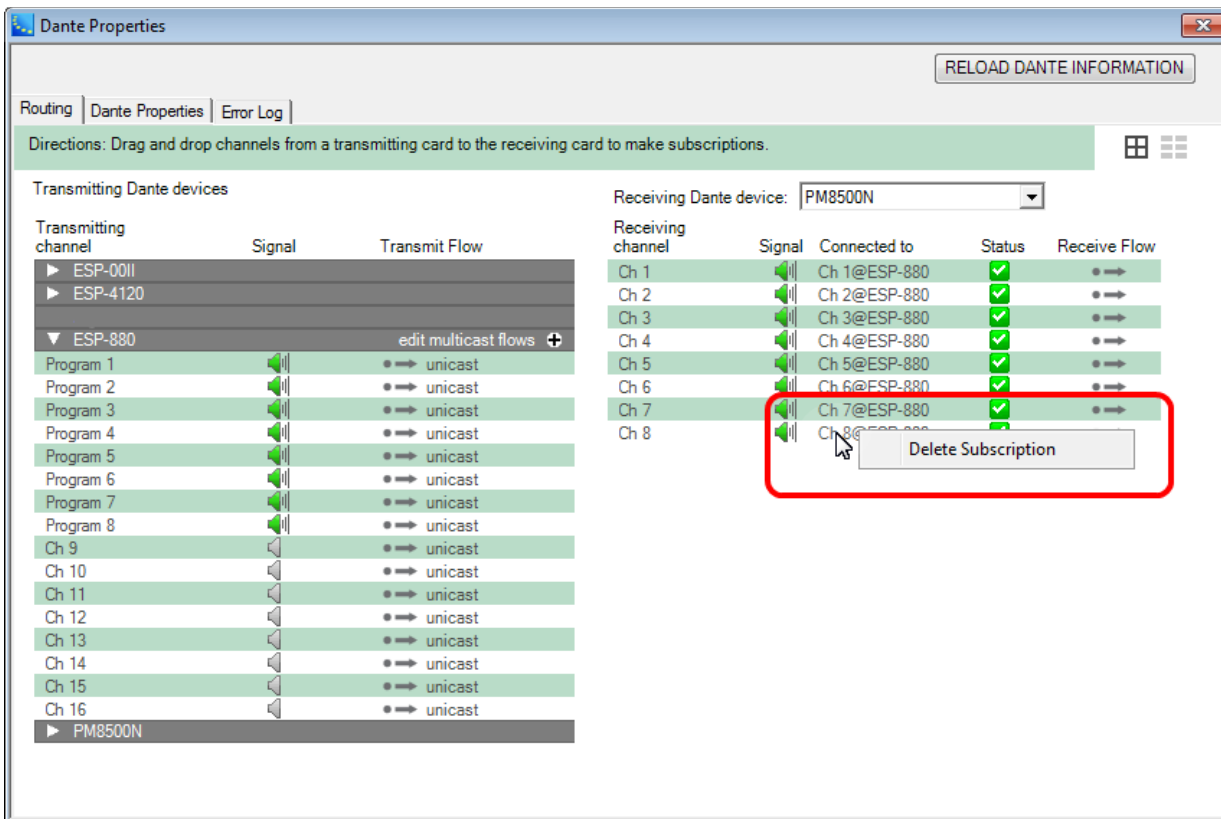 Dante Properties
RELOAD DANTE INFORMATION
Routing Dante Properties Error Log
Directions: Drag and drop channels from a transmitting card to the receiving card to make subscriptions.
Transmitting Dante devices
Receiving Dante device: PM8500N
Transmitting channel Signal Transmit Flow
ESP-00II
ESP-4120
ESP-880 edit multicast flows
Program 1 unicast
Program 2 unicast
Program 3 unicast
Program 4 unicast
Program 5 unicast
Program 6 unicast
Program 7 unicast
Program 8 unicast
Ch 9 unicast
Ch 10 unicast
Ch 11 unicast
Ch 12 unicast
Ch 13 unicast
Ch 14 unicast
Ch 15 unicast
Ch 16 unicast
PM8500N
Receiving channel Signal Connected to Status Receive Flow
Ch 1 Ch 1@ESP-880
Ch 2 Ch 2@ESP-880
Ch 3 Ch 3@ESP-880
Ch 4 Ch 4@ESP-880
Ch 5 Ch 5@ESP-880
Ch 6 Ch 6@ESP-880
Ch 7 Ch 7@ESP-880
Ch 8
Delete Subscription